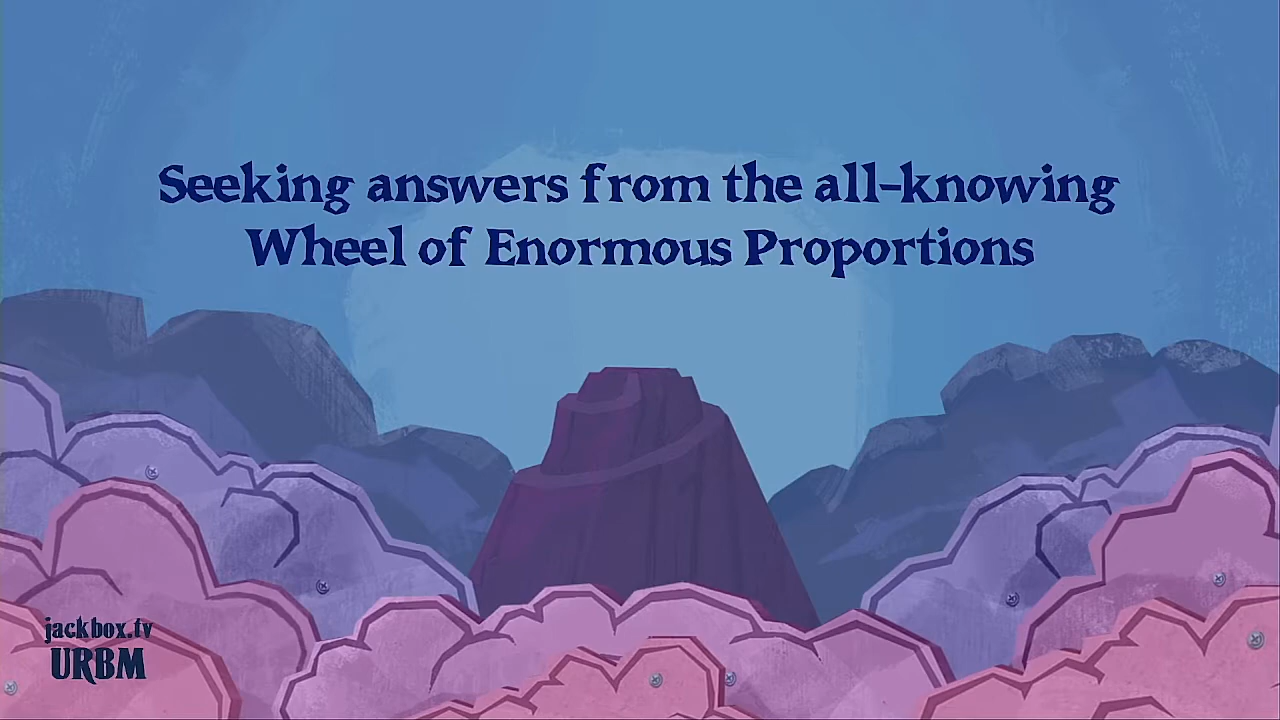 Seeking answers from the all-knowing
Wheel of Enormous Proportions
jackbox.tv
URBM